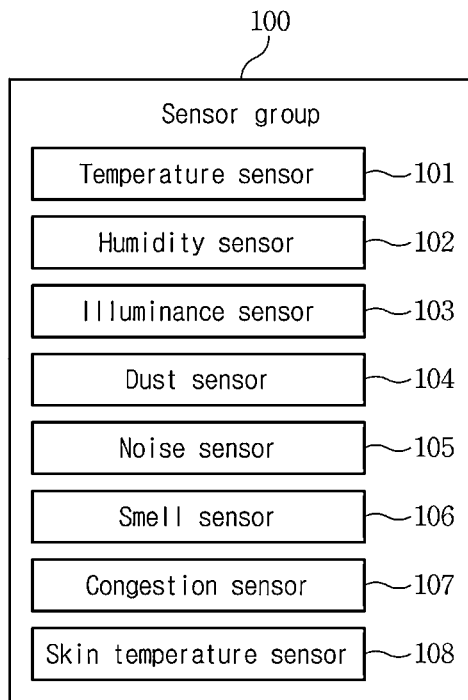 100
Sensor group
Temperature sensor 101
Humidity sensor 102
Illuminance sensor 103
Dust sensor 104
Noise sensor 105
Smell sensor 106
Congestion sensor 107
Skin temperature sensor 108